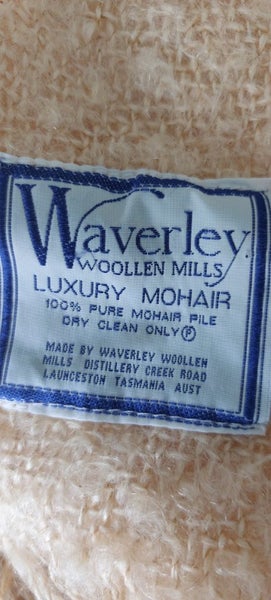 Waverley
WOOLLEN MILLS
LUXURY MOHAIR
100% PURE MOHAIR PILE
DRY CLEAN ONLY Ⓟ
MADE BY WAVERLEY WOOLLEN
MILLS DISTILLERY CREEK ROAD
LAUNCESTON TASMANIA AUST